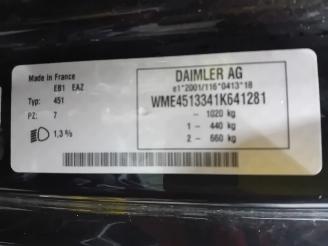 Made in France
EB1 EAZ
Typ: 451
PZ: 7
1,3 %
DAIMLER AG
e1*2001/116*0413*18
WME4513341K641281
- 1020 kg
1 - 440 kg
2 - 660 kg